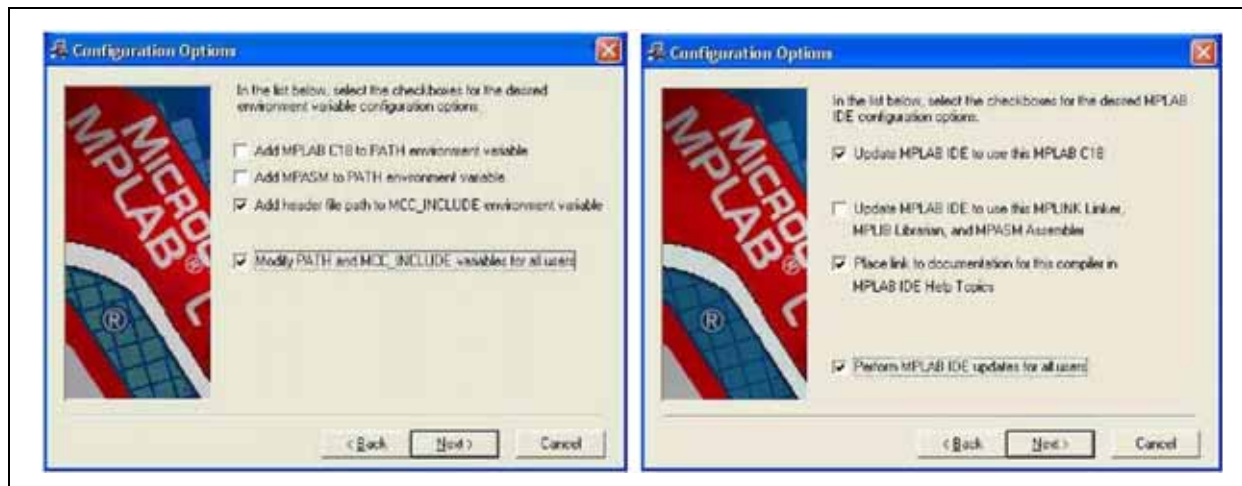 Configuration Options
MICROC
MPLAB®
L
®
In the list below, select the checkboxes for the desired
environment variable configuration options.
Add MPLAB C18 to PATH environment variable
Add MPASM to PATH environment variable
Add header file path to MCC_INCLUDE environment variable
Modify PATH and MCC_INCLUDE variables for all users
< Back
Next >
Cancel
Configuration Options
MICROC
MPLAB®
L
®
In the list below, select the checkboxes for the desired MPLAB
IDE configuration options.
Update MPLAB IDE to use this MPLAB C18
Update MPLAB IDE to use this MPLINK Linker,
MPLIB Librarian, and MPASM Assembler
Place link to documentation for this compiler in
MPLAB IDE Help Topics
Perform MPLAB IDE updates for all users
< Back
Next >
Cancel